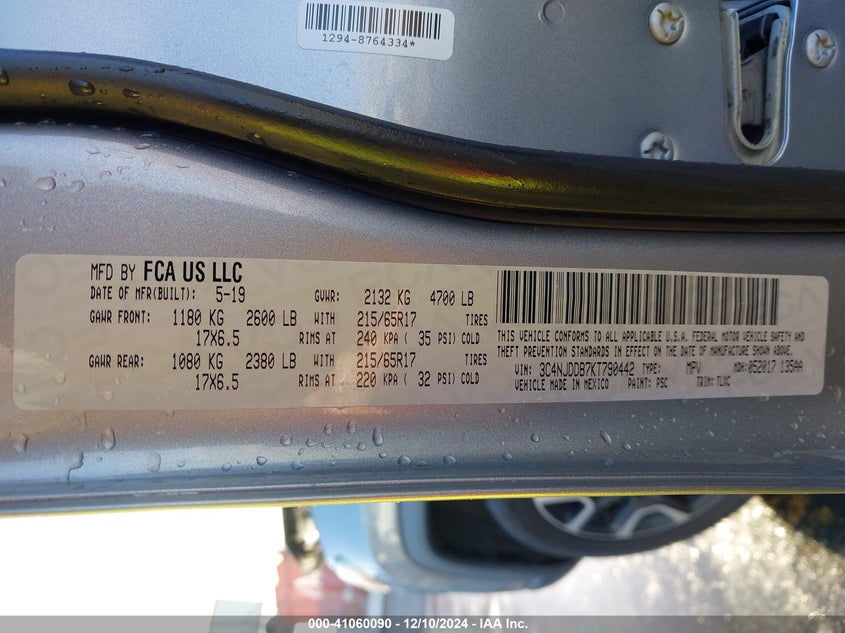 1294-8764334*
MFD BY FCA US LLC
DATE OF MFR(BUILT): 5-19 GVWR: 2132 KG 4700 LB
GAWR FRONT: 1180 KG 2600 LB WITH 215/65R17 TIRES
17X6.5 RIMS AT 240 KPA ( 35 PSI) COLD
GAWR REAR: 1080 KG 2380 LB WITH 215/65R17 TIRES
17X6.5 RIMS AT 220 KPA ( 32 PSI) COLD
THIS VEHICLE CONFORMS TO ALL APPLICABLE U.S.A. FEDERAL MOTOR VEHICLE SAFETY AND
THEFT PREVENTION STANDARDS IN EFFECT ON THE DATE OF MANUFACTURE SHOWN ABOVE.
VIN: 3C4NJDDB7KT790442 TYPE: MPV MDH: 052017 135AA
VEHICLE MADE IN MEXICO PAINT: PSC TRIM: TLXC
000-41060090 - 12/10/2024 - IAA Inc.